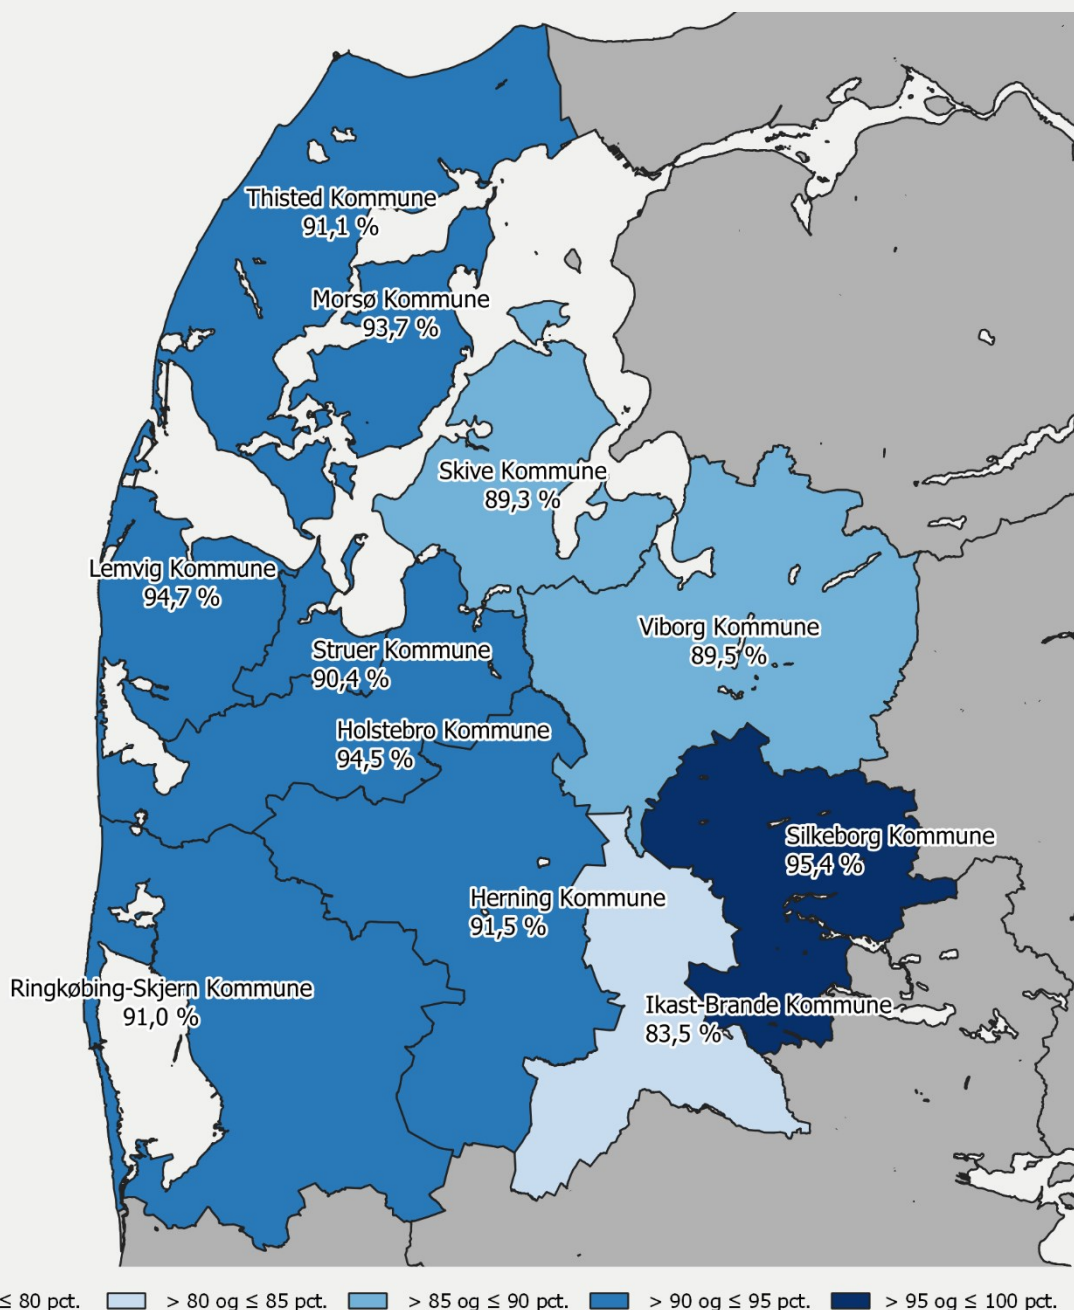 Thisted Kommune
91,1 %
Morsø Kommune
93,7 %
Skive Kommune
89,3 %
Lemvig Kommune
94,7 %
Viborg Kommune
89,5 %
Struer Kommune
90,4 %
Holstebro Kommune
94,5 %
Silkeborg Kommune
95,4 %
Herning Kommune
91,5 %
Ringkøbing-Skjern Kommune
91,0 %
Ikast-Brande Kommune
83,5 %
≤ 80 pct. > 80 og ≤ 85 pct. > 85 og ≤ 90 pct. > 90 og ≤ 95 pct. > 95 og ≤ 100 pct.